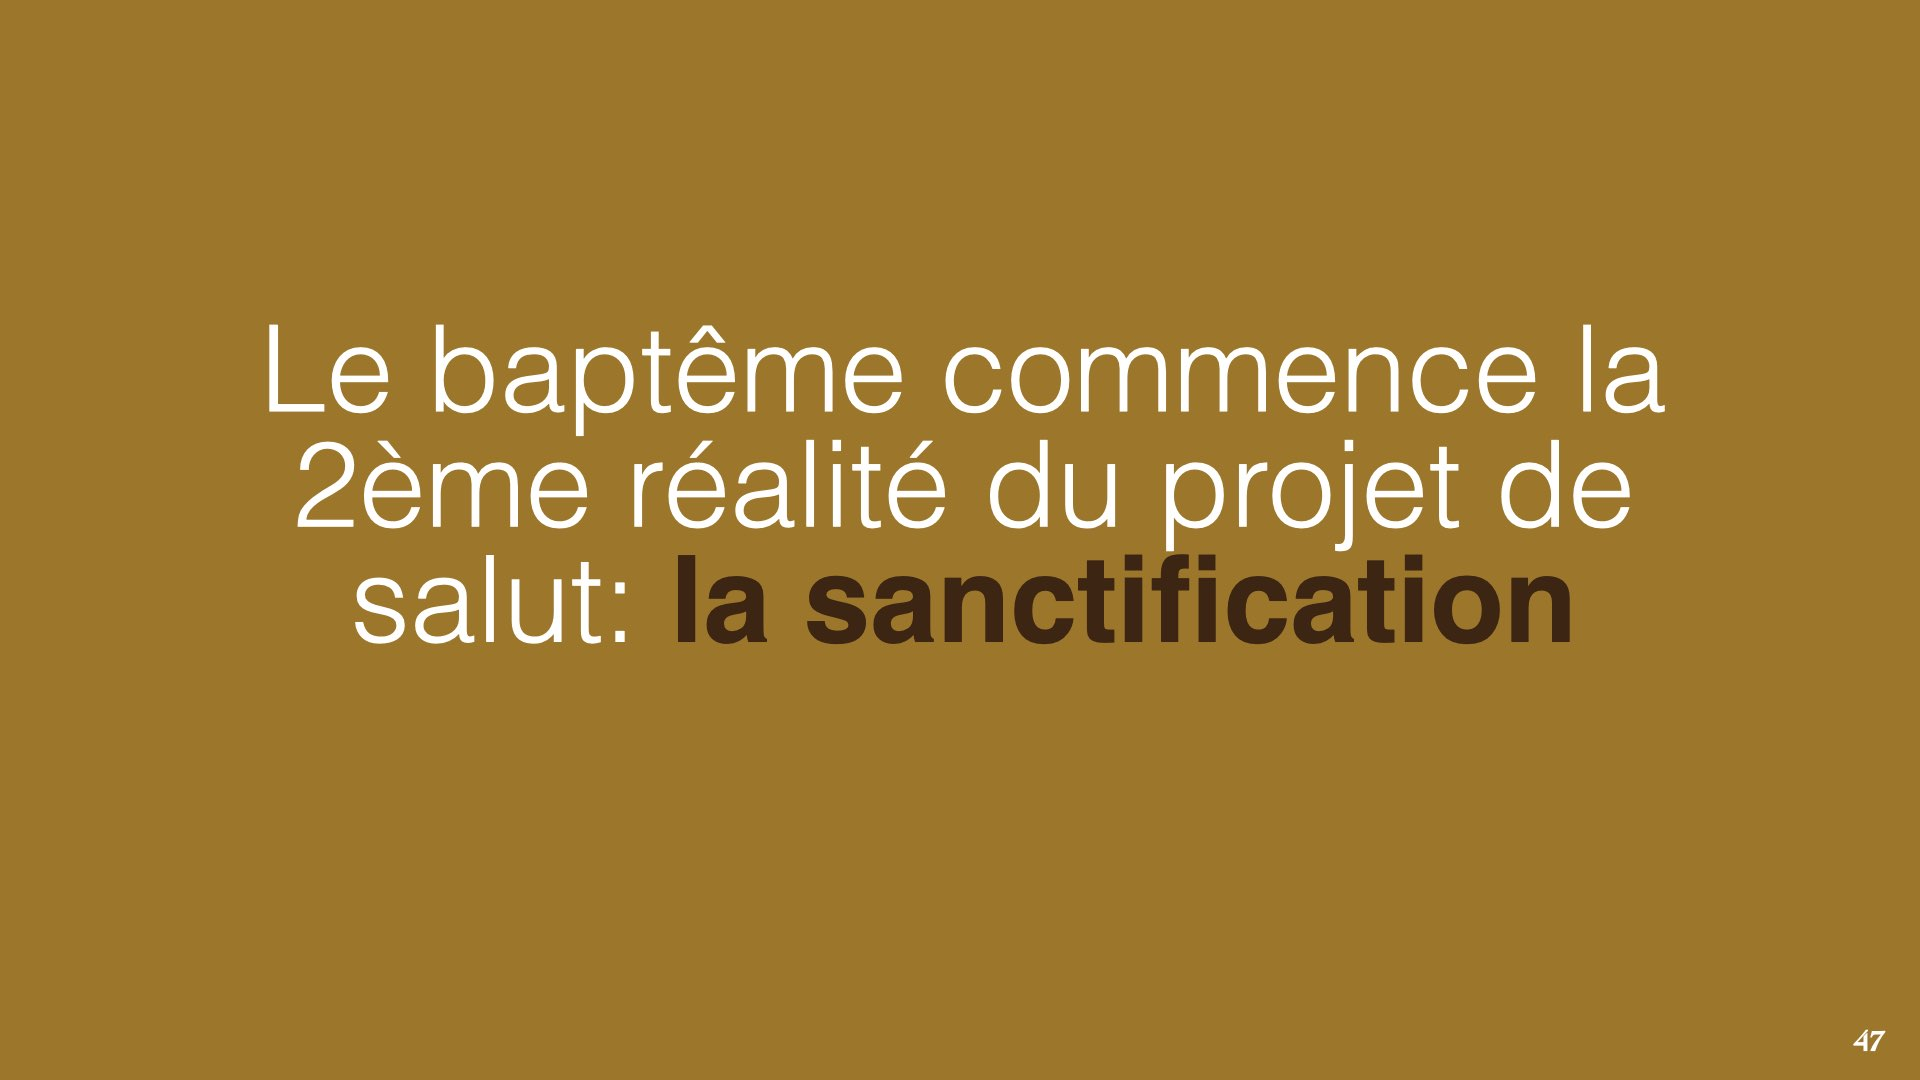 Le baptême commence la
2ème réalité du projet de
salut: la sanctification
47